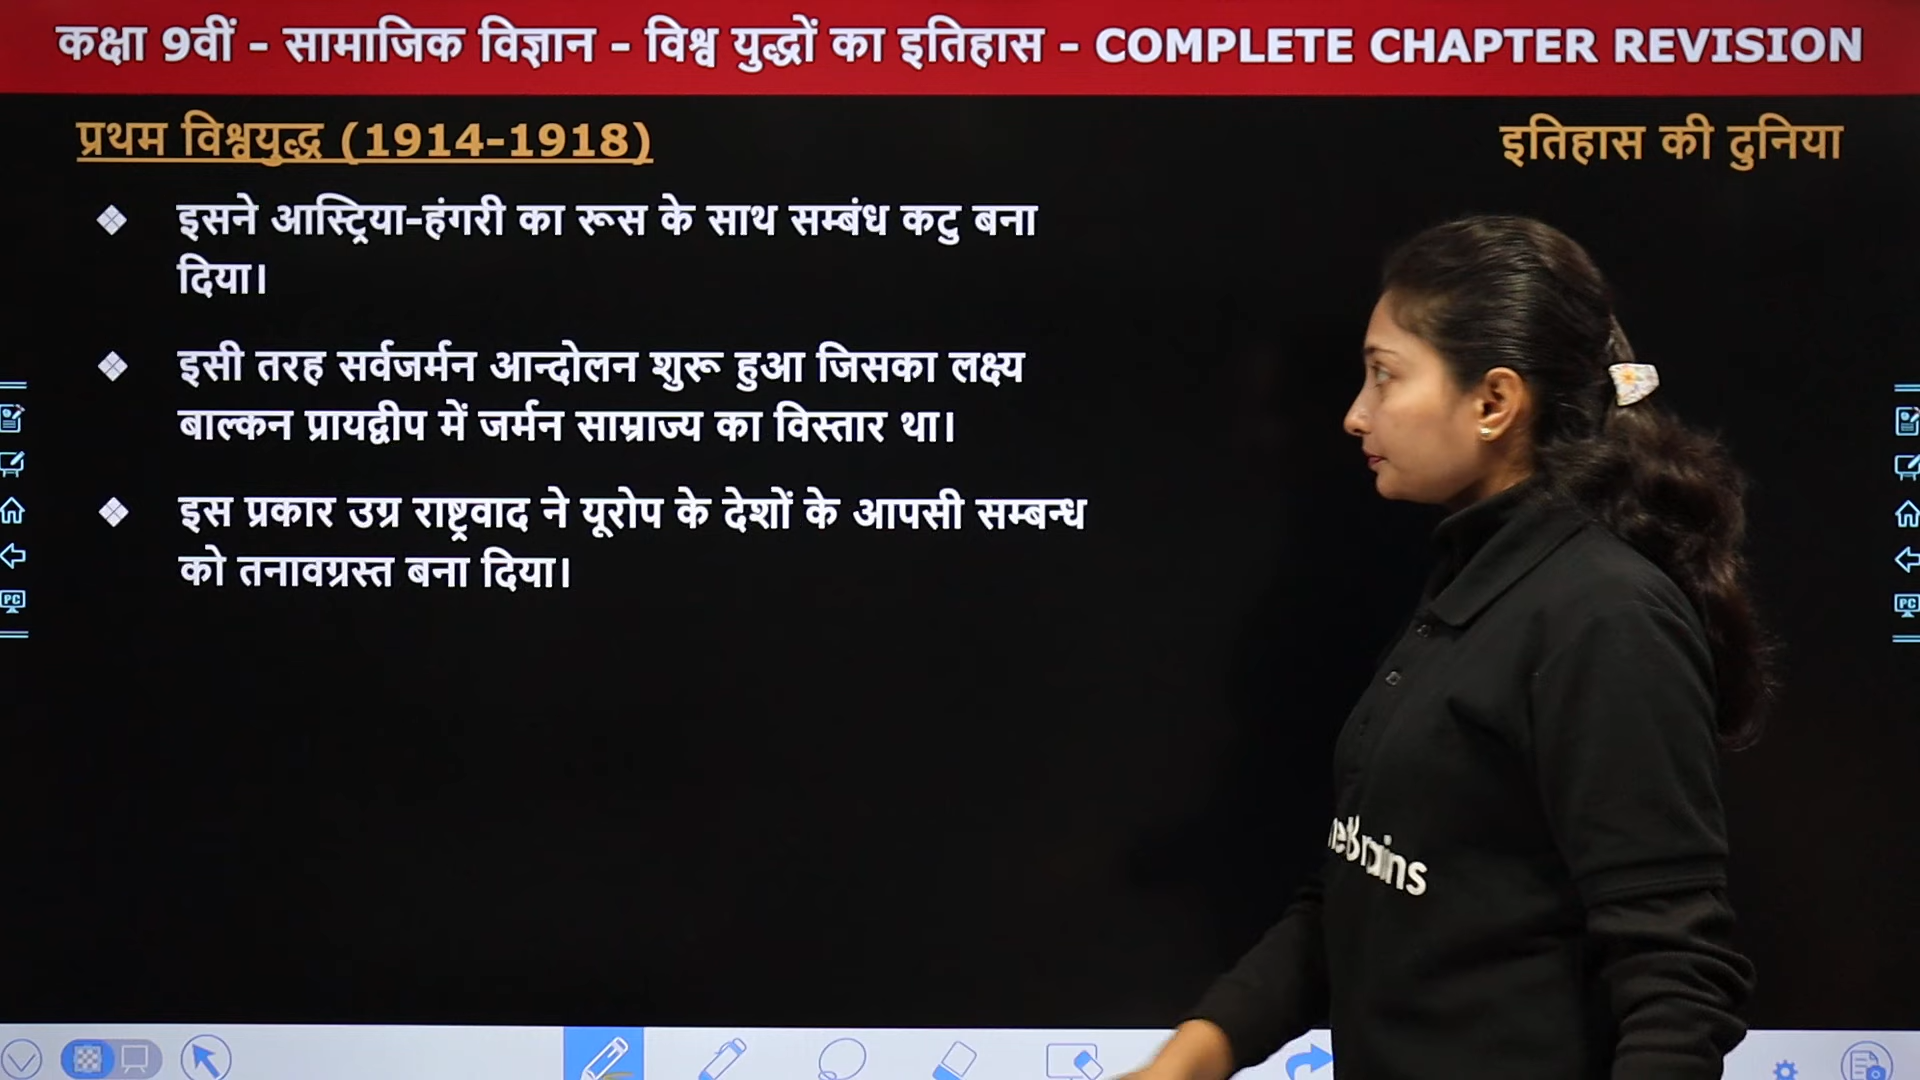 कक्षा 9वीं - सामाजिक विज्ञान - विश्व युद्धों का इतिहास - COMPLETE CHAPTER REVISION
प्रथम विश्वयुद्ध (1914-1918)
इतिहास की दुनिया
❖ इसने आस्ट्रिया-हंगरी का रूस के साथ सम्बंध कटु बना
दिया।
❖ इसी तरह सर्वजर्मन आन्दोलन शुरू हुआ जिसका लक्ष्य
बाल्कन प्रायद्वीप में जर्मन साम्राज्य का विस्तार था।
❖ इस प्रकार उग्र राष्ट्रवाद ने यूरोप के देशों के आपसी सम्बन्ध
को तनावग्रस्त बना दिया।
PC
PC